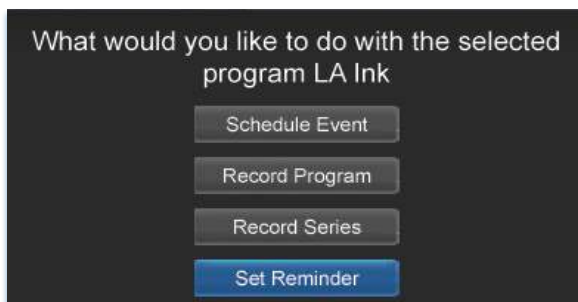 What would you like to do with the selected
program LA Ink
Schedule Event
Record Program
Record Series
Set Reminder